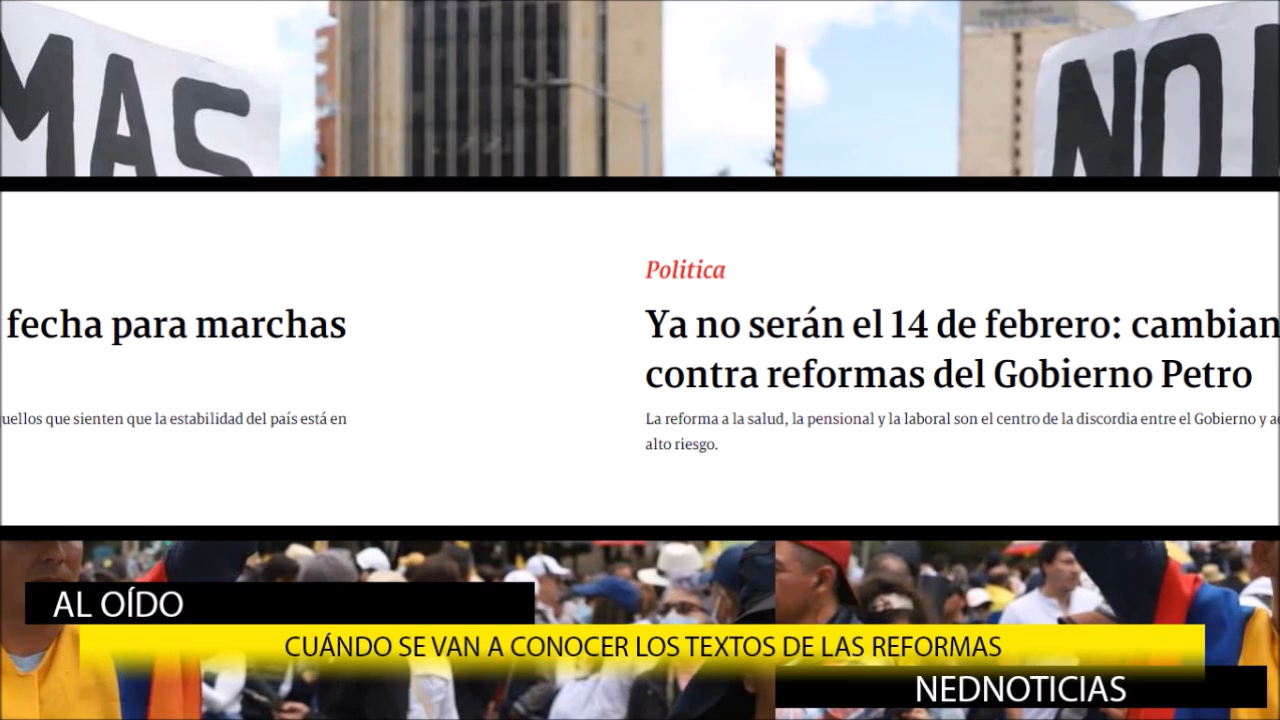 MAS
NO
Politica
fecha para marchas
Ya no serán el 14 de febrero: cambian
contra reformas del Gobierno Petro
uellos que sienten que la estabilidad del país está en
La reforma a la salud, la pensional y la laboral son el centro de la discordia entre el Gobierno y a
alto riesgo.
AL OÍDO
CUÁNDO SE VAN A CONOCER LOS TEXTOS DE LAS REFORMAS
NEDNOTICIAS